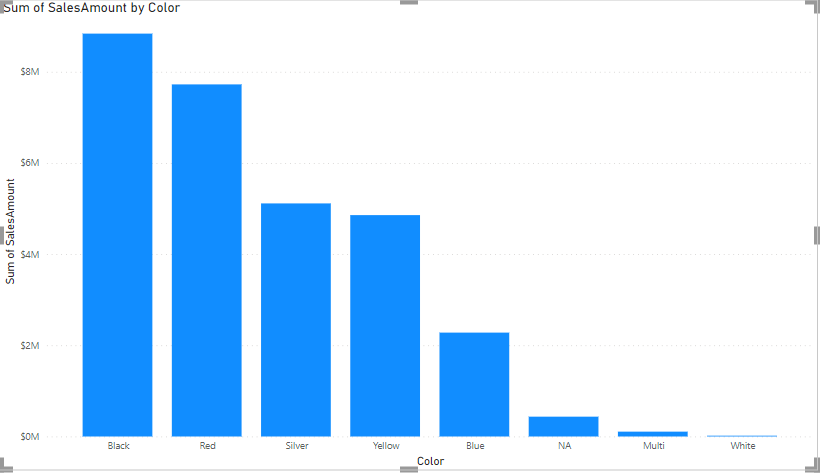 Sum of SalesAmount by Color
$8M
$6M
$4M
$2M
$0M
Sum of SalesAmount
Black Red Silver Yellow Blue NA Multi White
Color